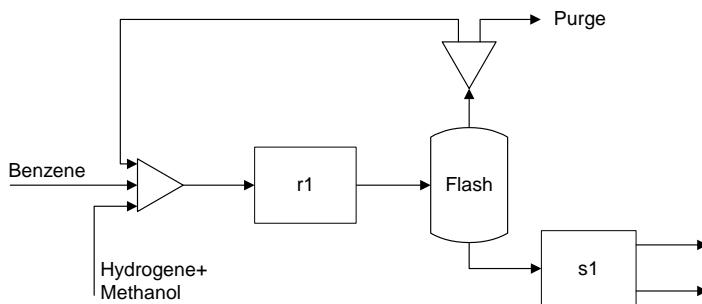 Purge
Benzene
r1
Flash
Hydrogene+
Methanol
s1